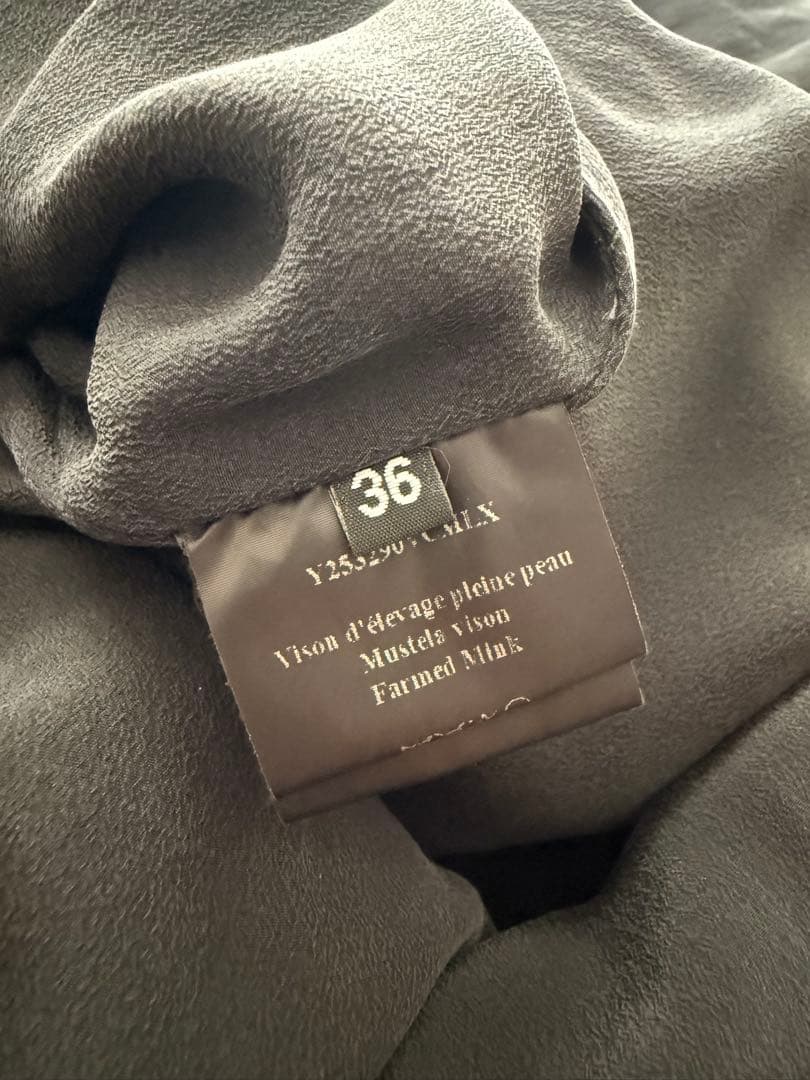 36
Vison d'élevage pleine peau
Mustela vison
Farmed Mink